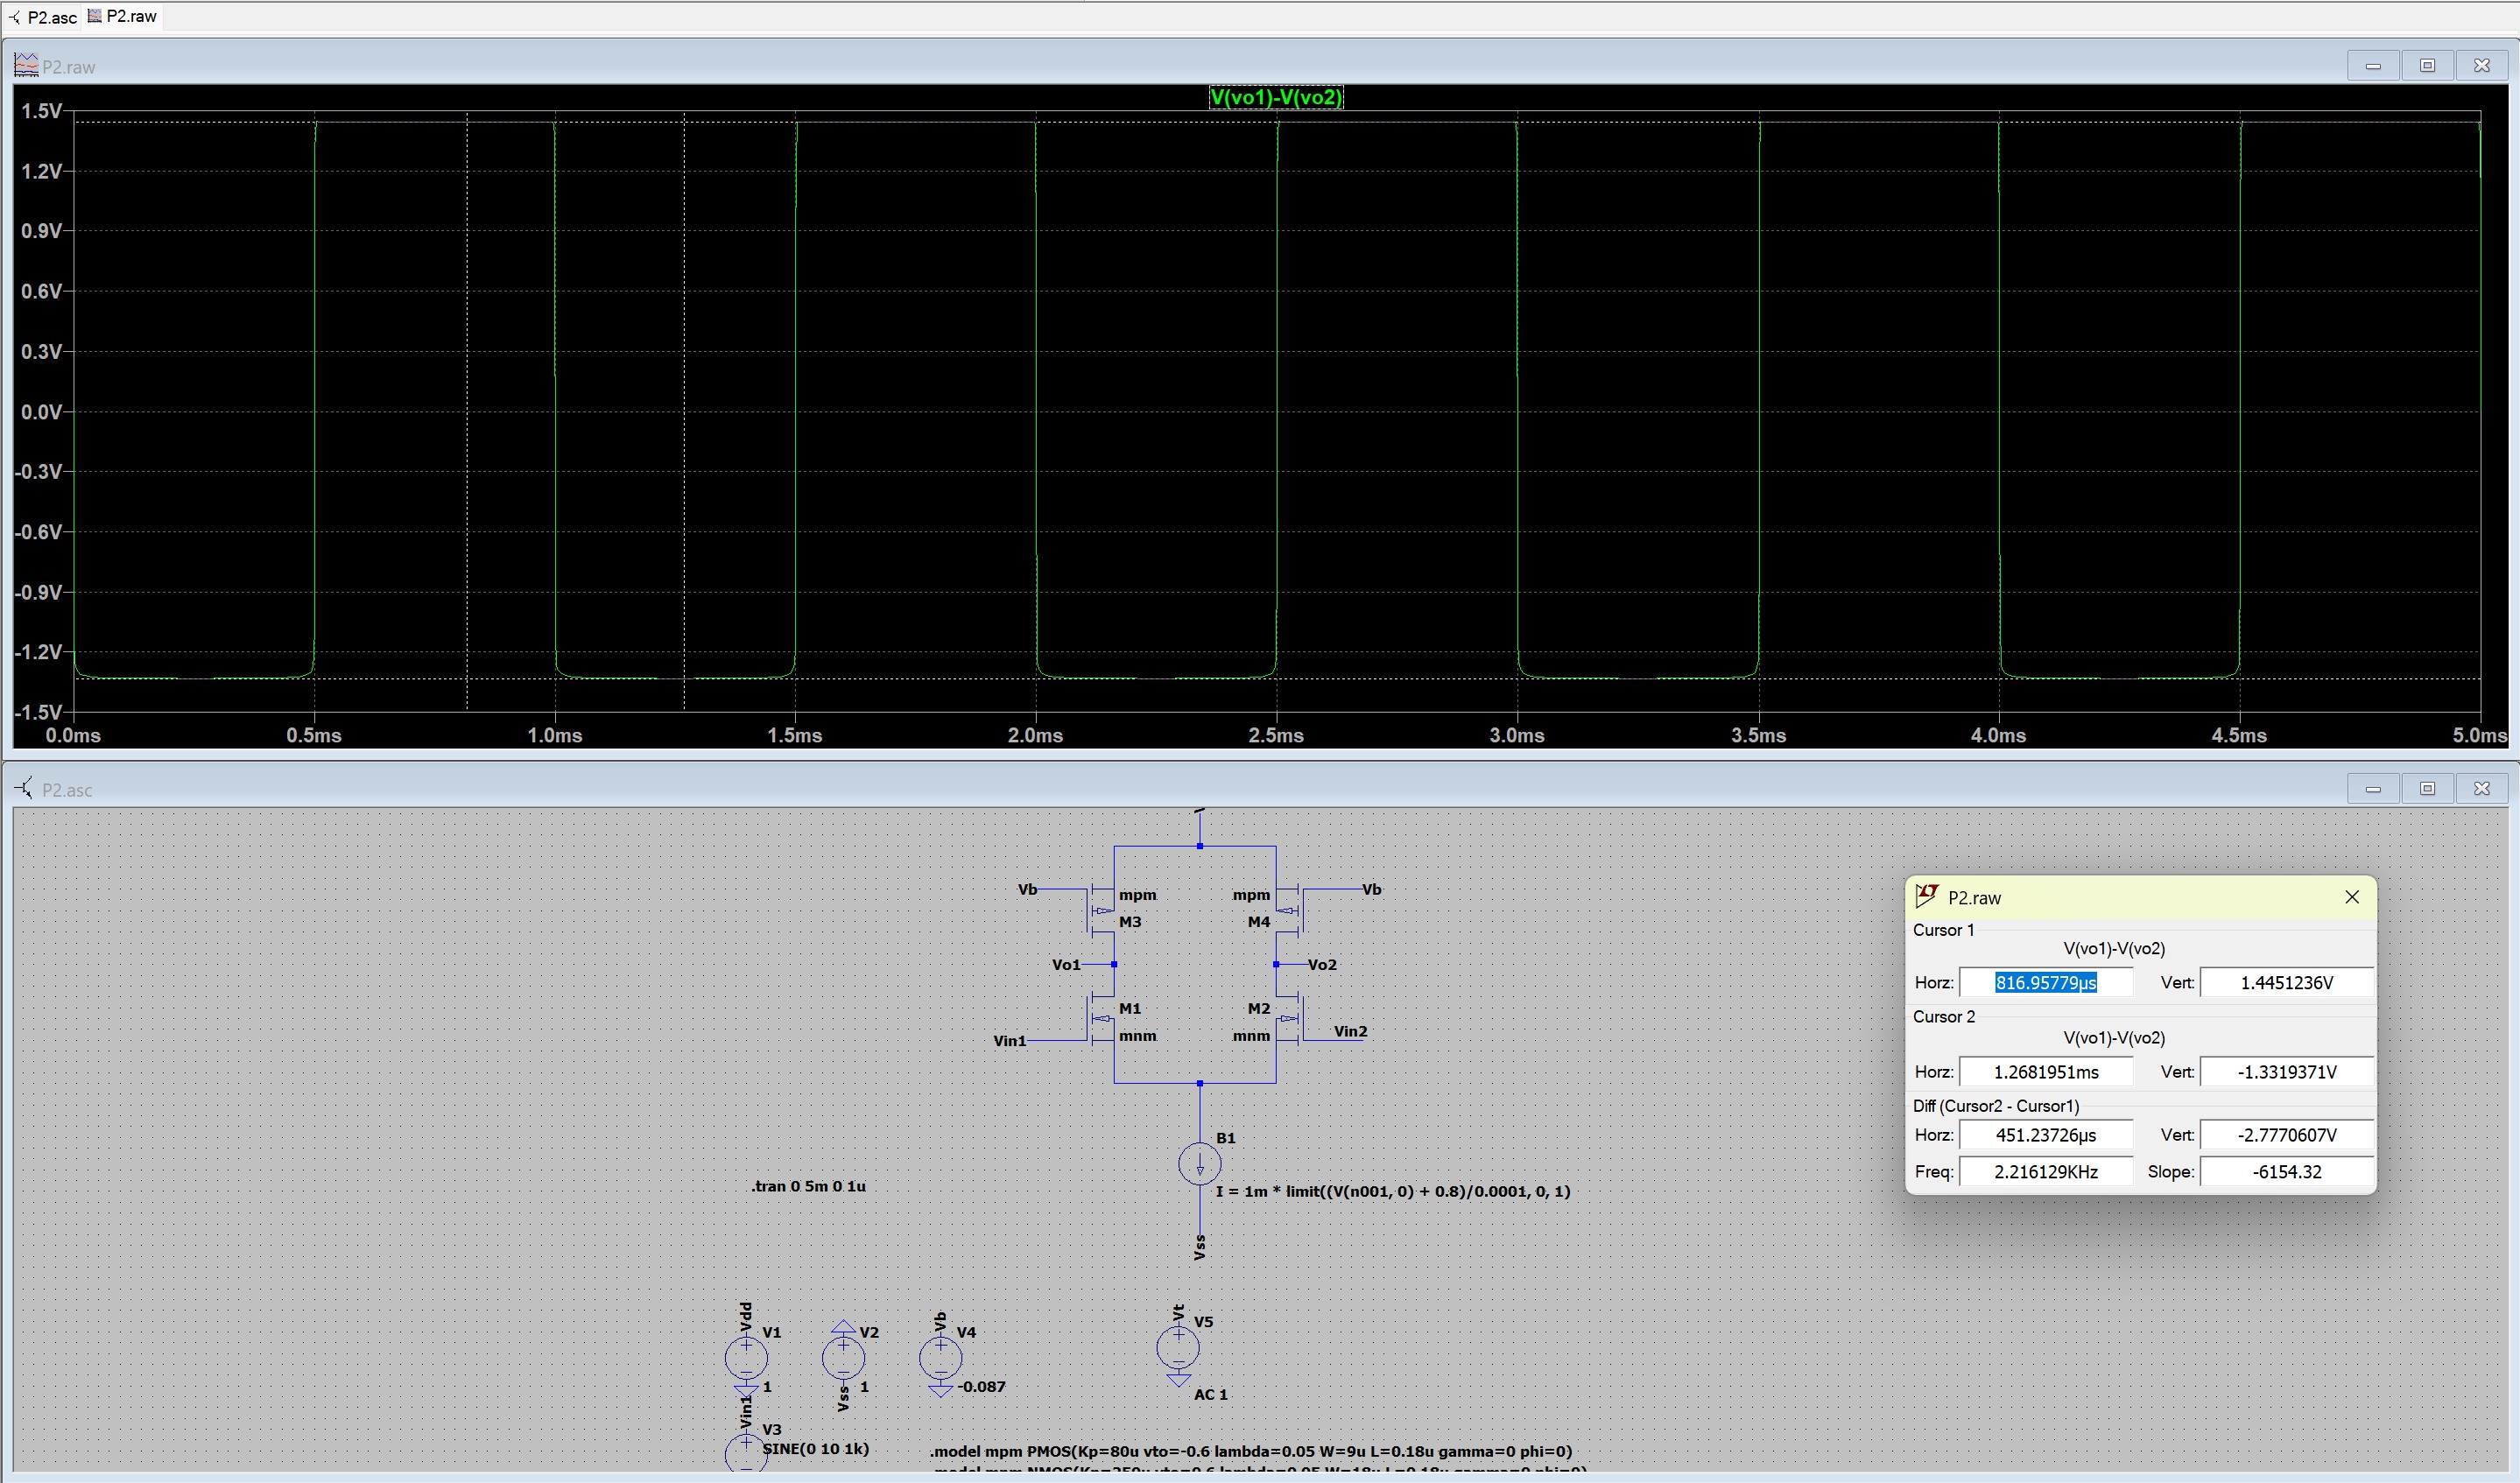 P2.asc P2.raw
P2.raw
V(vo1)-V(vo2)
1.5V
1.2V
0.9V
0.6V
0.3V
0.0V
-0.3V
-0.6V
-0.9V
-1.2V
-1.5V
0.0ms 0.5ms 1.0ms 1.5ms 2.0ms 2.5ms 3.0ms 3.5ms 4.0ms 4.5ms 5.0ms
P2.asc
Vb mpm mpm Vb
M3 M4
Vo1 Vo2
M1 M2
Vin1 mnm mnm Vin2
B1
.tran 0 5m 0 1u
I = 1m * limit((V(n001, 0) + 0.8)/0.0001, 0, 1)
Vss
Vdd V1 V2 Vb V4 Vt V5
1 Vss 1 -0.087 AC 1
Vin1 V3
SINE(0 10 1k)
.model mpm PMOS(Kp=80u vto=-0.6 lambda=0.05 W=9u L=0.18u gamma=0 phi=0)
P2.raw
Cursor 1
V(vo1)-V(vo2)
Horz: 816.95779µs Vert: 1.4451236V
Cursor 2
V(vo1)-V(vo2)
Horz: 1.2681951ms Vert: -1.3319371V
Diff (Cursor2 - Cursor1)
Horz: 451.23726µs Vert: -2.7770607V
Freq: 2.216129KHz Slope: -6154.32